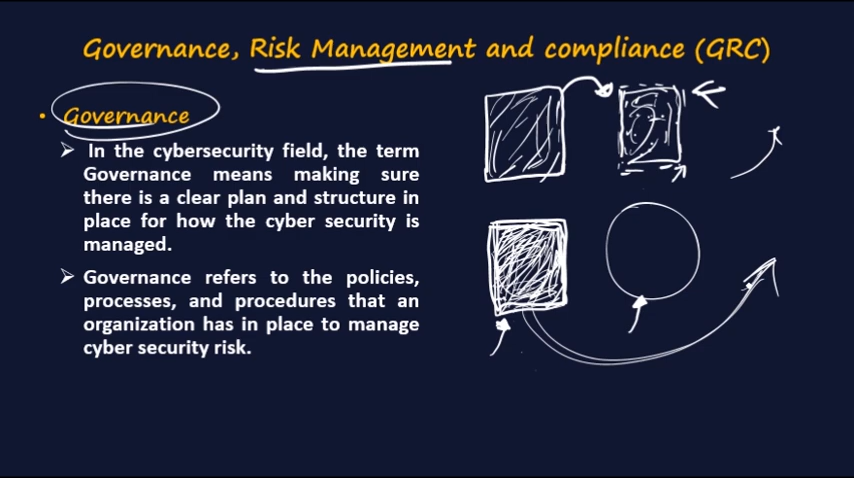 Governance, Risk Management and compliance (GRC)
• Governance
➢ In the cybersecurity field, the term
Governance means making sure
there is a clear plan and structure in
place for how the cyber security is
managed.
➢ Governance refers to the policies,
processes, and procedures that an
organization has in place to manage
cyber security risk.